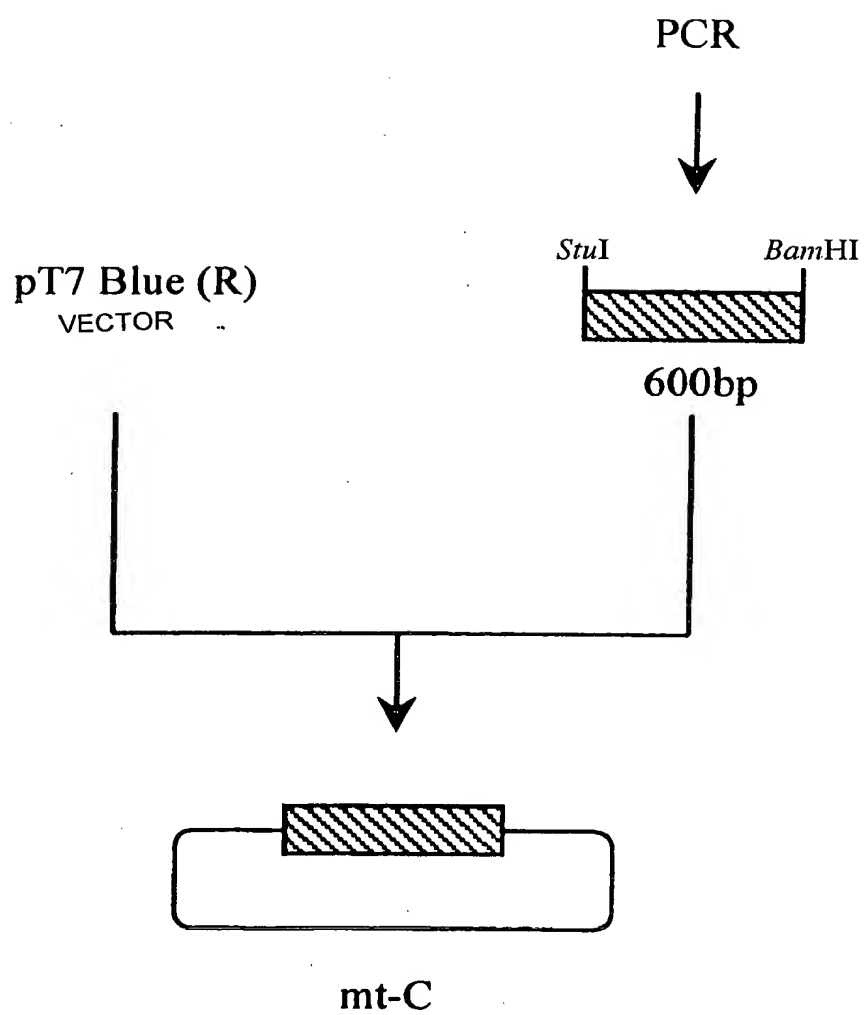 PCR
StuI BamHI
pT7 Blue (R)
VECTOR
600bp
mt-C